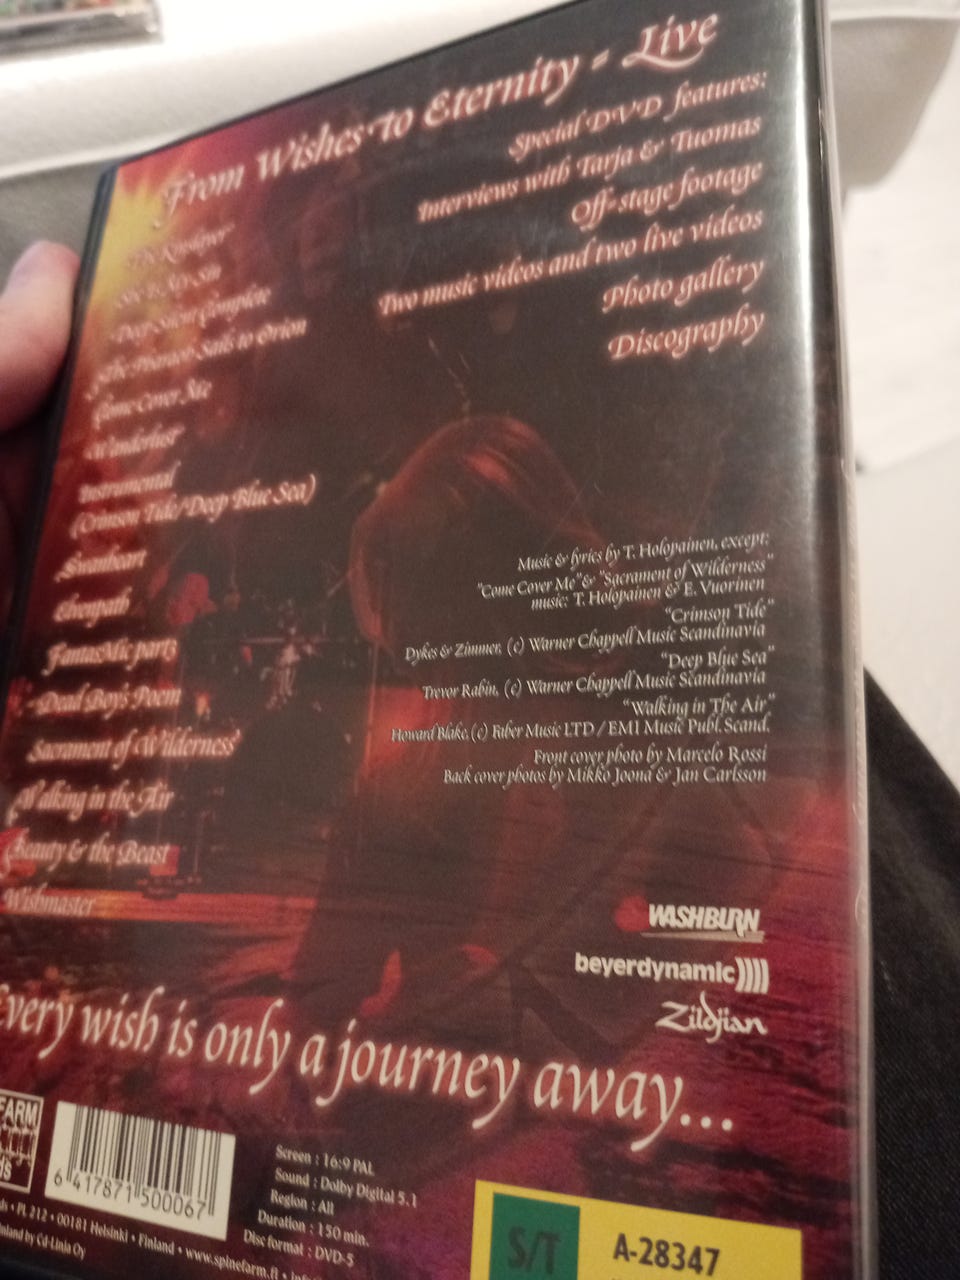 From Wishes to Eternity - Live
Special DVD features:
Interviews with Tarja & Tuomas
Off-stage footage
Two music videos and two live videos
Photo gallery
Discography
The Kinslayer
She Is My Sin
Deep Silent Complete
The Pharaoh Sails to Orion
Come Cover Me
Wanderlust
Instrumental
(Crimson Tide/Deep Blue Sea)
Swanheart
Elvenpath
FantasMic part3
Dead Boy's Poem
Sacrament of Wilderness
Walking in the Air
Beauty & the Beast
Wishmaster
Music & lyrics by T. Holopainen, except:
"Come Cover Me" & "Sacrament of Wilderness"
music: T. Holopainen & E. Vuorinen
"Crimson Tide"
Dykes & Zimmer, (c) Warner Chappell Music Scandinavia
"Deep Blue Sea"
Trevor Rabin, (c) Warner Chappell Music Scandinavia
"Walking in The Air"
Howard Blake, (c) Faber Music LTD / EMI Music Publ. Scand.
Front cover photo by Marcelo Rossi
Back cover photos by Mikko Joona & Jan Carlsson
WASHBURN
beyerdynamic))))
Zildjian
Every wish is only a journey away...
FARM
ds
6 417871 500067
Screen : 16:9 PAL
Sound : Dolby Digital 5.1
Region : All
Duration : 150 min.
Disc format : DVD-5
ds • PL 212 • 00181 Helsinki • Finland • www.spinefarm.fi •
inland by Cd-Linja Oy
S/T
A-28347